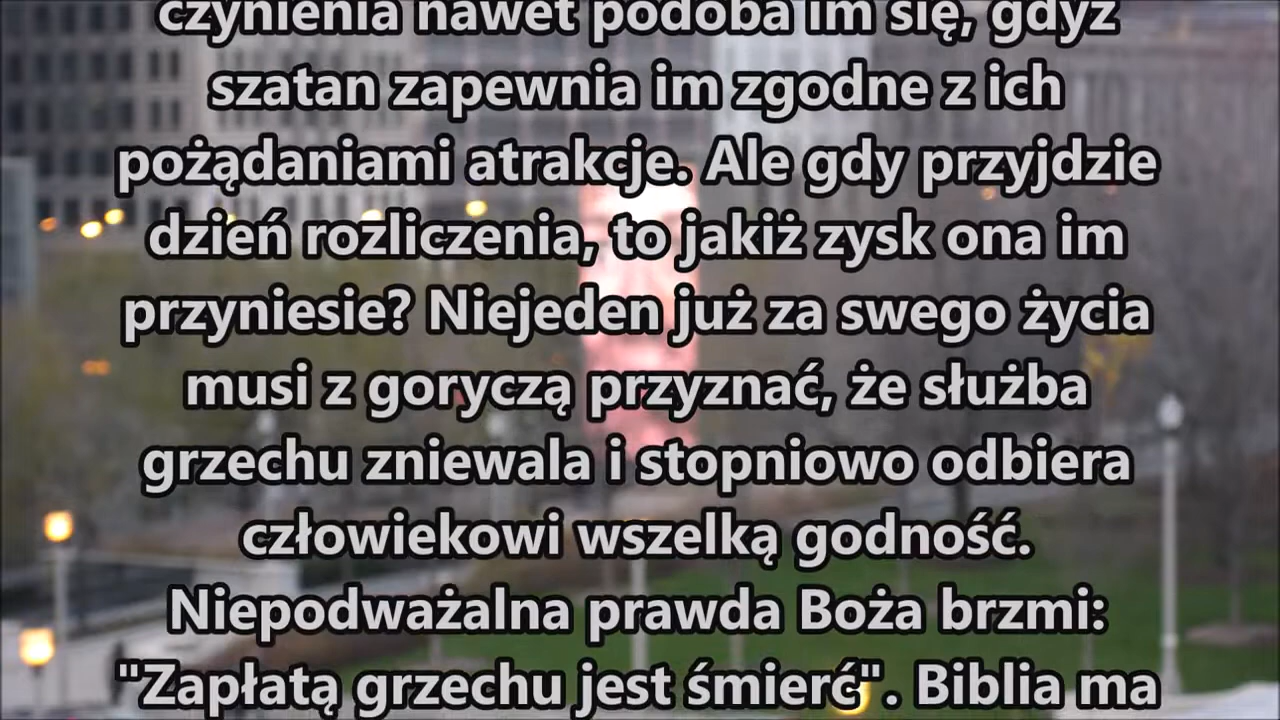 czynienia nawet podoba im się, gdyż
szatan zapewnia im zgodne z ich
pożądaniami atrakcje. Ale gdy przyjdzie
dzień rozliczenia, to jakiż zysk ona im
przyniesie? Niejeden już za swego życia
musi z goryczą przyznać, że służba
grzechu zniewala i stopniowo odbiera
człowiekowi wszelką godność.
Niepodważalna prawda Boża brzmi:
"Zapłatą grzechu jest śmierć". Biblia ma